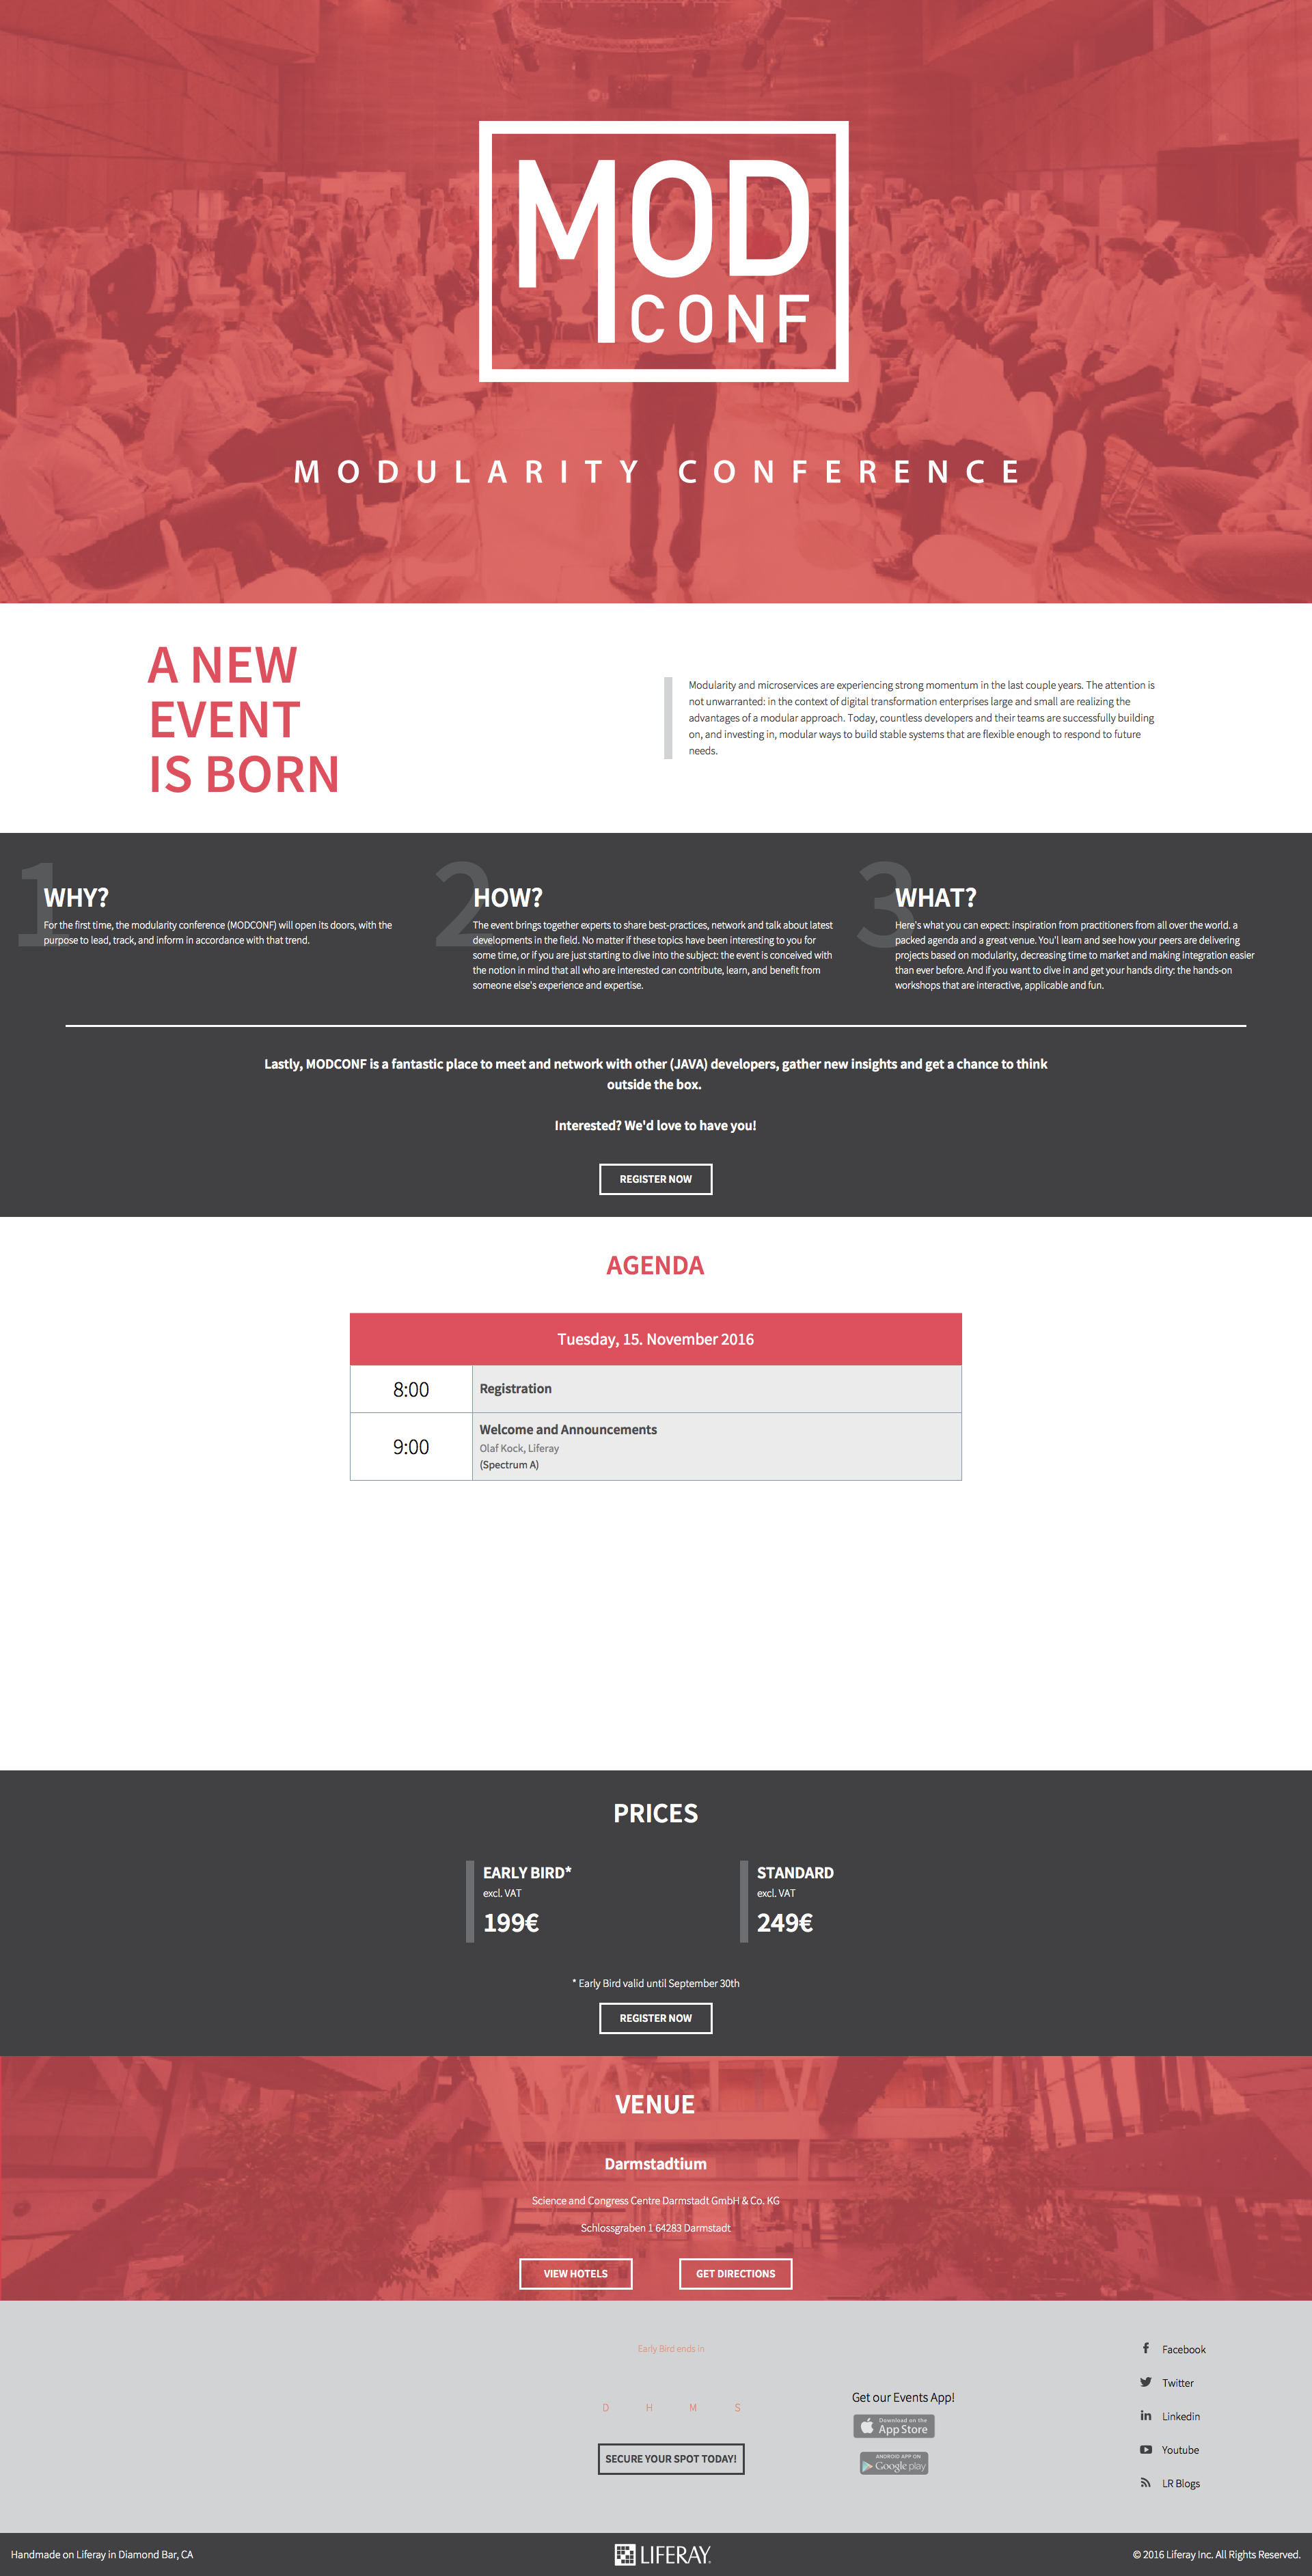 MOD
CONF
MODULARITY CONFERENCE
A NEW
EVENT
IS BORN
Modularity and microservices are experiencing strong momentum in the last couple years. The attention is
not unwarranted: in the context of digital transformation enterprises large and small are realizing the
advantages of a modular approach. Today, countless developers and their teams are successfully building
on, and investing in, modular ways to build stable systems that are flexible enough to respond to future
needs.
1
WHY?
For the first time, the modularity conference (MODCONF) will open its doors, with the
purpose to lead, track, and inform in accordance with that trend.
2
HOW?
The event brings together experts to share best-practices, network and talk about latest
developments in the field. No matter if these topics have been interesting to you for
some time, or if you are just starting to dive into the subject: the event is conceived with
the notion in mind that all who are interested can contribute, learn, and benefit from
someone else's experience and expertise.
3
WHAT?
Here's what you can expect: inspiration from practitioners from all over the world. a
packed agenda and a great venue. You'l learn and see how your peers are delivering
projects based on modularity, decreasing time to market and making integration easier
than ever before. And if you want to dive in and get your hands dirty: the hands-on
workshops that are interactive, applicable and fun.
Lastly, MODCONF is a fantastic place to meet and network with other (JAVA) developers, gather new insights and get a chance to think
outside the box.
Interested? We'd love to have you!
REGISTER NOW
AGENDA
Tuesday, 15. November 2016
8:00 Registration
9:00 Welcome and Announcements
Olaf Kock, Liferay
(Spectrum A)
PRICES
EARLY BIRD*
excl. VAT
199€
STANDARD
excl. VAT
249€
* Early Bird valid until September 30th
REGISTER NOW
VENUE
Darmstadtium
Science and Congress Centre Darmstadt GmbH & Co. KG
Schlossgraben 1 64283 Darmstadt
VIEW HOTELS GET DIRECTIONS
Early Bird ends in
D H M S
SECURE YOUR SPOT TODAY!
Get our Events App!
Download on the
App Store
ANDROID APP ON
Google play
Facebook
Twitter
Linkedin
Youtube
LR Blogs
Handmade on Liferay in Diamond Bar, CA
LIFERAY.
© 2016 Liferay Inc. All Rights Reserved.